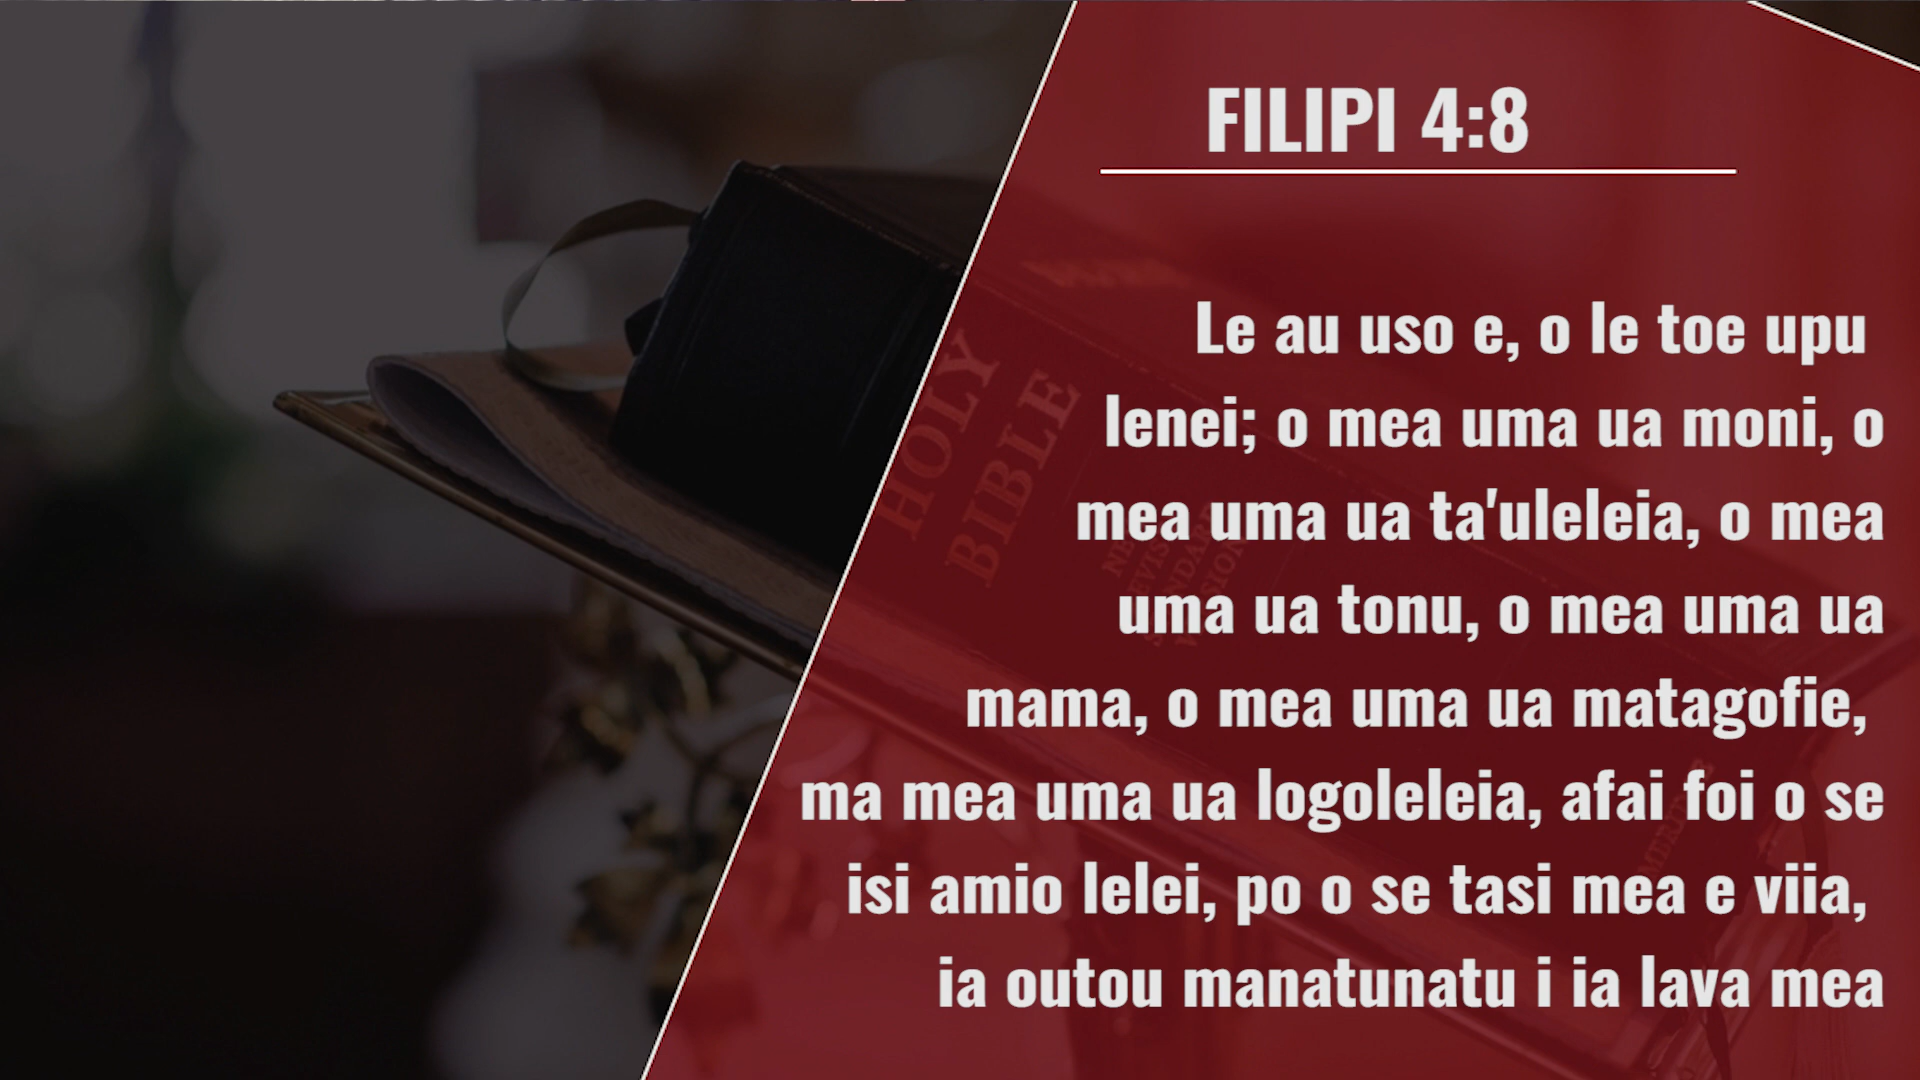 FILIPI 4:8
Le au uso e, o le toe upu
lenei; o mea uma ua moni, o
mea uma ua ta'uleleia, o mea
uma ua tonu, o mea uma ua
mama, o mea uma ua matagofie,
ma mea uma ua logoleleia, afai foi o se
isi amio lelei, po o se tasi mea e viia,
ia outou manatunatu i ia lava mea
HOLY
BIBLE